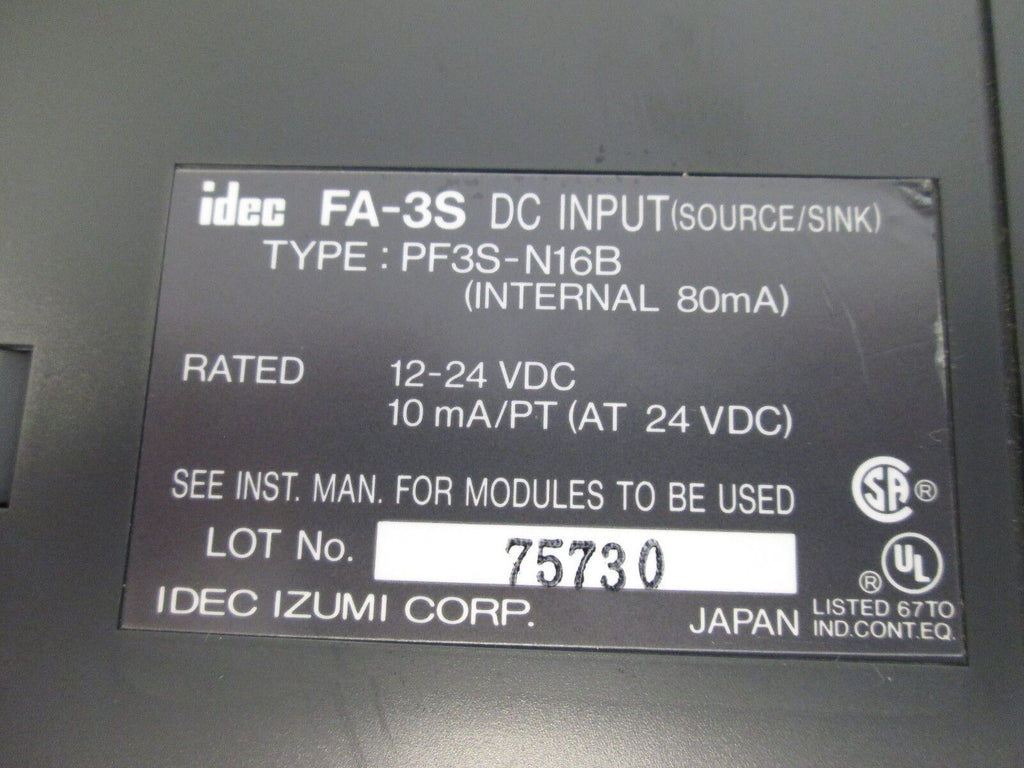 idec FA-3S DC INPUT(SOURCE/SINK)
TYPE : PF3S-N16B
(INTERNAL 80mA)
RATED 12-24 VDC
10 mA/PT (AT 24 VDC)
SEE INST. MAN. FOR MODULES TO BE USED
SA ®
LOT No. 75730
UL ®
IDEC IZUMI CORP. JAPAN
LISTED 67TO
IND.CONT.EQ.